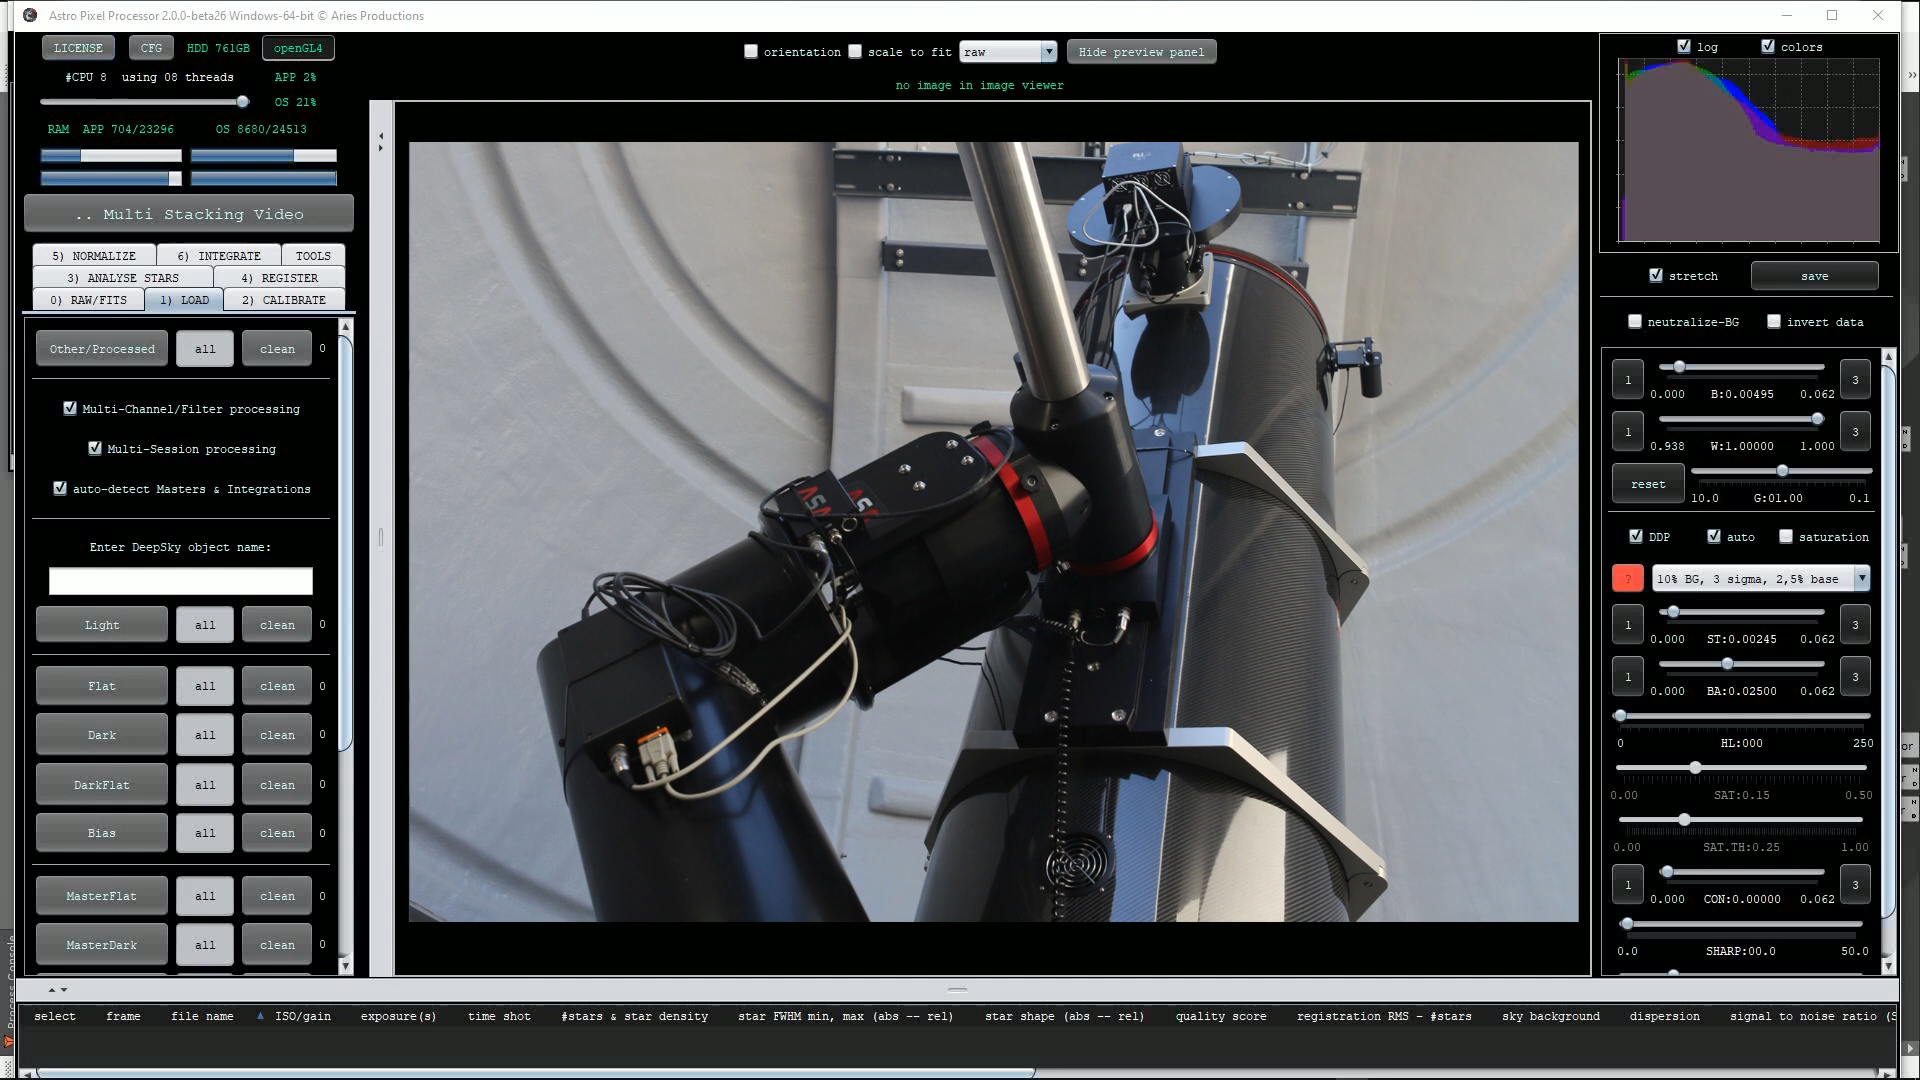 Astro Pixel Processor 2.0.0-beta26 Windows-64-bit © Aries Productions
LICENSE CFG HDD 761GB openGL4
#CPU 8 using 08 threads APP 2%
OS 21%
RAM APP 704/23296 OS 8680/24513
.. Multi Stacking Video
5) NORMALIZE 6) INTEGRATE TOOLS
3) ANALYSE STARS 4) REGISTER
0) RAW/FITS 1) LOAD 2) CALIBRATE
Other/Processed all clean 0
Multi-Channel/Filter processing
Multi-Session processing
auto-detect Masters & Integrations
Enter DeepSky object name:
Light all clean 0
Flat all clean 0
Dark all clean 0
DarkFlat all clean 0
Bias all clean 0
MasterFlat all clean 0
MasterDark all clean 0
orientation scale to fit raw Hide preview panel
no image in image viewer
ASA
log colors
stretch save
neutralize-BG invert data
1 0.000 B:0.00495 0.062 3
1 0.938 W:1.00000 1.000 3
reset 10.0 G:01.00 0.1
DDP auto saturation
? 10% BG, 3 sigma, 2,5% base
1 0.000 ST:0.00245 0.062 3
1 0.000 BA:0.02500 0.062 3
0 HL:000 250
0.00 SAT:0.15 0.50
0.00 SAT.TH:0.25 1.00
1 0.000 CON:0.00000 0.062 3
0.0 SHARP:00.0 50.0
select frame file name ISO/gain exposure(s) time shot #stars & star density star FWHM min, max (abs -- rel) star shape (abs -- rel) quality score registration RMS - #stars sky background dispersion signal to noise ratio (S
Process Console
or